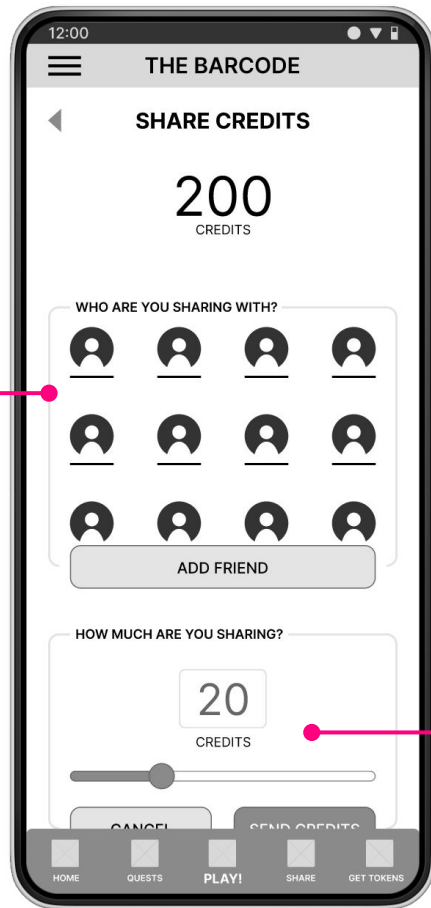 12:00
THE BARCODE
SHARE CREDITS
200
CREDITS
WHO ARE YOU SHARING WITH?
ADD FRIEND
HOW MUCH ARE YOU SHARING?
20
CREDITS
CANCEL SEND CREDITS
HOME QUESTS PLAY! SHARE GET TOKENS